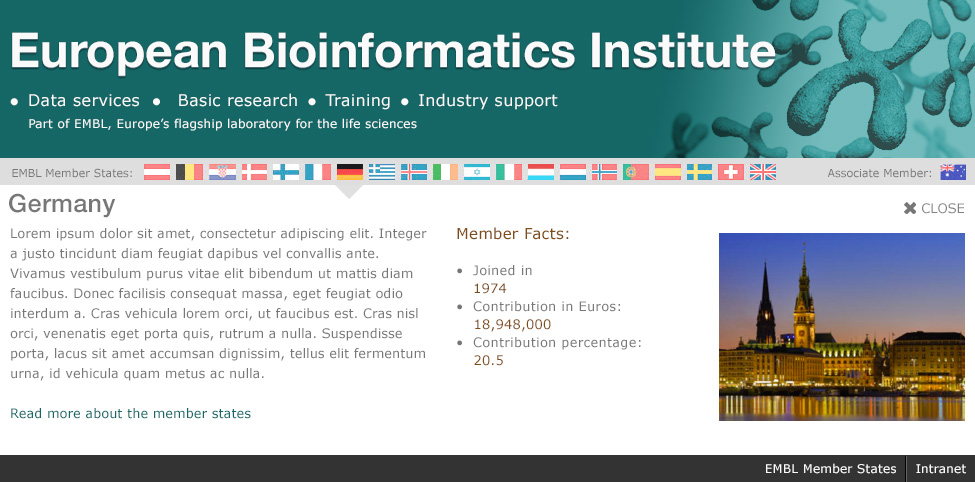 European Bioinformatics Institute
• Data services • Basic research • Training • Industry support
Part of EMBL, Europe's flagship laboratory for the life sciences
EMBL Member States: Associate Member:
Germany
✖ CLOSE
Lorem ipsum dolor sit amet, consectetur adipiscing elit. Integer
a justo tincidunt diam feugiat dapibus vel convallis ante.
Vivamus vestibulum purus vitae elit bibendum ut mattis diam
faucibus. Donec facilisis consequat massa, eget feugiat odio
interdum a. Cras vehicula lorem orci, ut faucibus est. Cras nisl
orci, venenatis eget porta quis, rutrum a nulla. Suspendisse
porta, lacus sit amet accumsan dignissim, tellus elit fermentum
urna, id vehicula quam metus ac nulla.
Read more about the member states
Member Facts:
• Joined in
1974
• Contribution in Euros:
18,948,000
• Contribution percentage:
20.5
EMBL Member States | Intranet